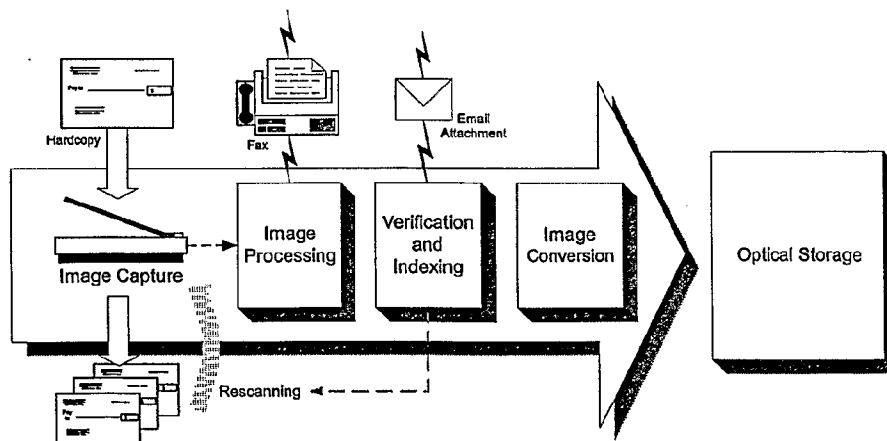 Hardcopy
Fax
Email
Attachment
Image Capture
Image
Processing
Verification
and
Indexing
Image
Conversion
Optical Storage
Rescanning